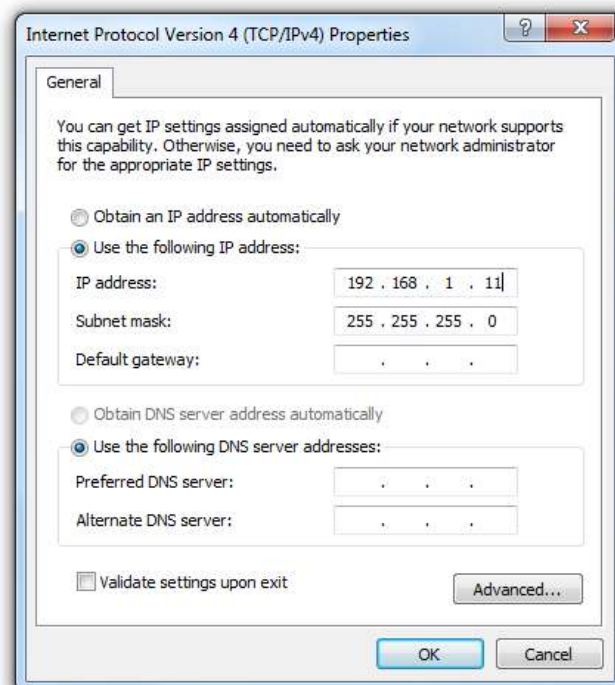 Internet Protocol Version 4 (TCP/IPv4) Properties
General
You can get IP settings assigned automatically if your network supports
this capability. Otherwise, you need to ask your network administrator
for the appropriate IP settings.
Obtain an IP address automatically
Use the following IP address:
IP address: 192 . 168 . 1 . 11
Subnet mask: 255 . 255 . 255 . 0
Default gateway: . . .
Obtain DNS server address automatically
Use the following DNS server addresses:
Preferred DNS server: . . .
Alternate DNS server: . . .
Validate settings upon exit
Advanced...
OK Cancel